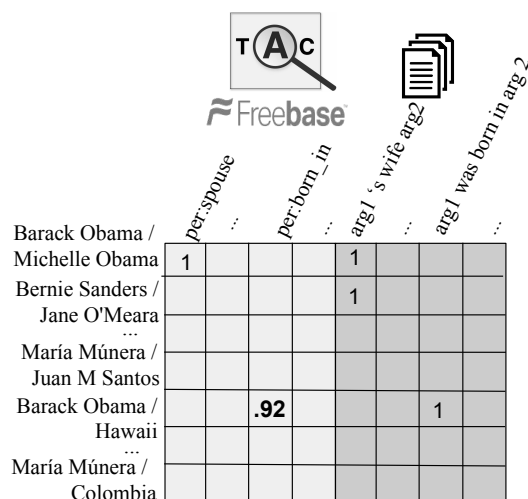 T A C
Freebase
per:spouse
...
per:born_in
...
arg1 ‘s wife arg2
...
arg1 was born in arg 2
...
Barack Obama /
Michelle Obama
1
1
Bernie Sanders /
Jane O'Meara
1
...
María Múnera /
Juan M Santos
Barack Obama /
Hawaii
.92
1
...
María Múnera /
Colombia